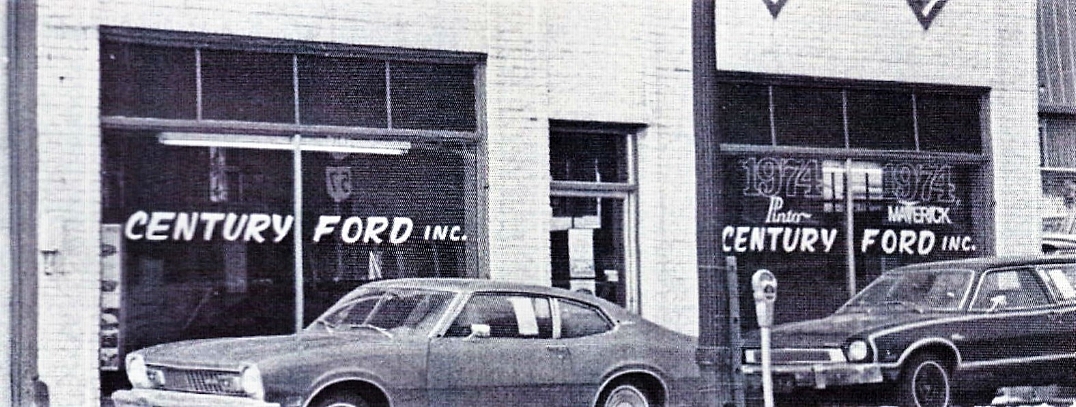 CENTURY FORD INC.
1974 1974
Pinto MAVERICK
CENTURY FORD INC.